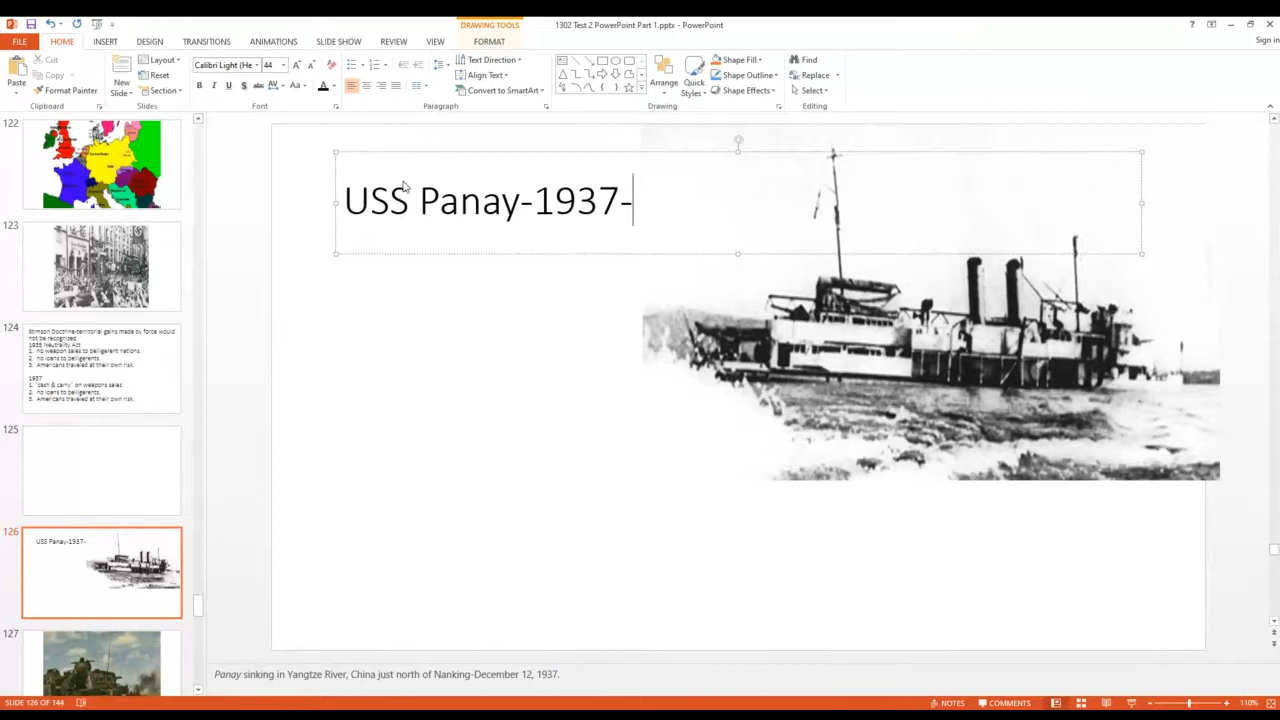 DRAWING TOOLS
1302 Test 2 PowerPoint Part 1.pptx - PowerPoint
?
FILE
HOME
INSERT
DESIGN
TRANSITIONS
ANIMATIONS
SLIDE SHOW
REVIEW
VIEW
FORMAT
Sign in
Paste
Cut
Copy
Format Painter
Clipboard
New
Slide
Layout
Reset
Section
Slides
Calibri Light (He
44
B I U S abc AV Aa A
Font
Text Direction
Align Text
Convert to SmartArt
Paragraph
Arrange
Quick
Styles
Shape Fill
Shape Outline
Shape Effects
Drawing
Find
Replace
Select
Editing
122
123
124
Stimson Doctrine-territorial gains made by force would
not be recognized.
1935 Neutrality Act
1. no weapon sales to belligerent nations.
2. no loans to belligerents
3. Americans traveled at their own risk.
1937
1. "cash & carry" on weapons sales.
2. no loans to belligerents.
3. Americans traveled at their own risk.
125
126
USS Panay-1937-
127
USS Panay-1937-
Panay sinking in Yangtze River, China just north of Nanking-December 12, 1937.
SLIDE 126 OF 144
NOTES
COMMENTS
110%